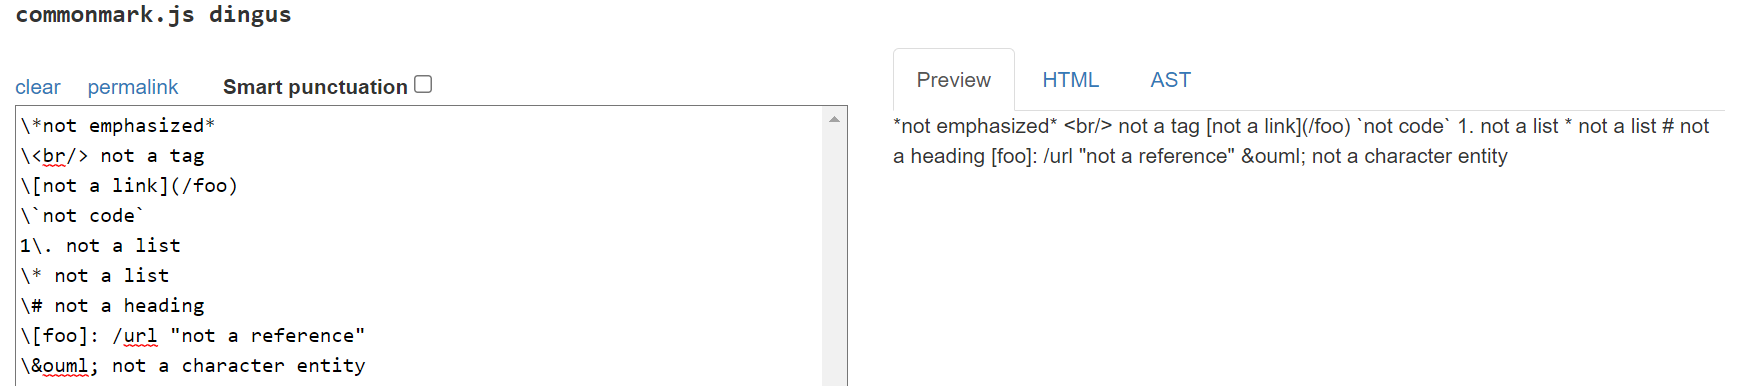 commonmark.js dingus
clear permalink Smart punctuation
\*not emphasized*
\<br/> not a tag
\[not a link](/foo)
\`not code`
1\. not a list
\* not a list
\# not a heading
\[foo]: /url "not a reference"
\&ouml; not a character entity
Preview HTML AST
*not emphasized* <br/> not a tag [not a link](/foo) `not code` 1. not a list * not a list # not
a heading [foo]: /url "not a reference" &ouml; not a character entity